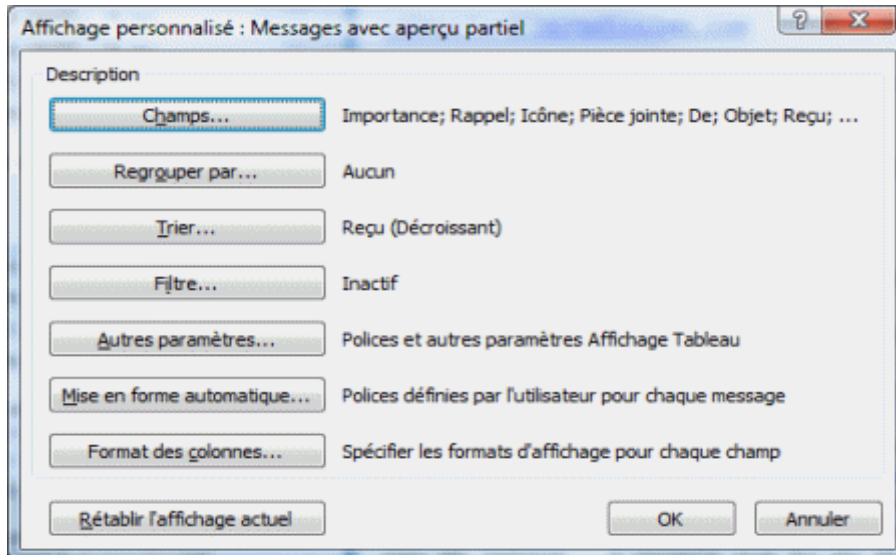 Affichage personnalisé : Messages avec aperçu partiel
Description
Champs... Importance; Rappel; Icône; Pièce jointe; De; Objet; Reçu; ...
Regrouper par... Aucun
Trier... Reçu (Décroissant)
Filtre... Inactif
Autres paramètres... Polices et autres paramètres Affichage Tableau
Mise en forme automatique... Polices définies par l'utilisateur pour chaque message
Format des colonnes... Spécifier les formats d'affichage pour chaque champ
Rétablir l'affichage actuel OK Annuler